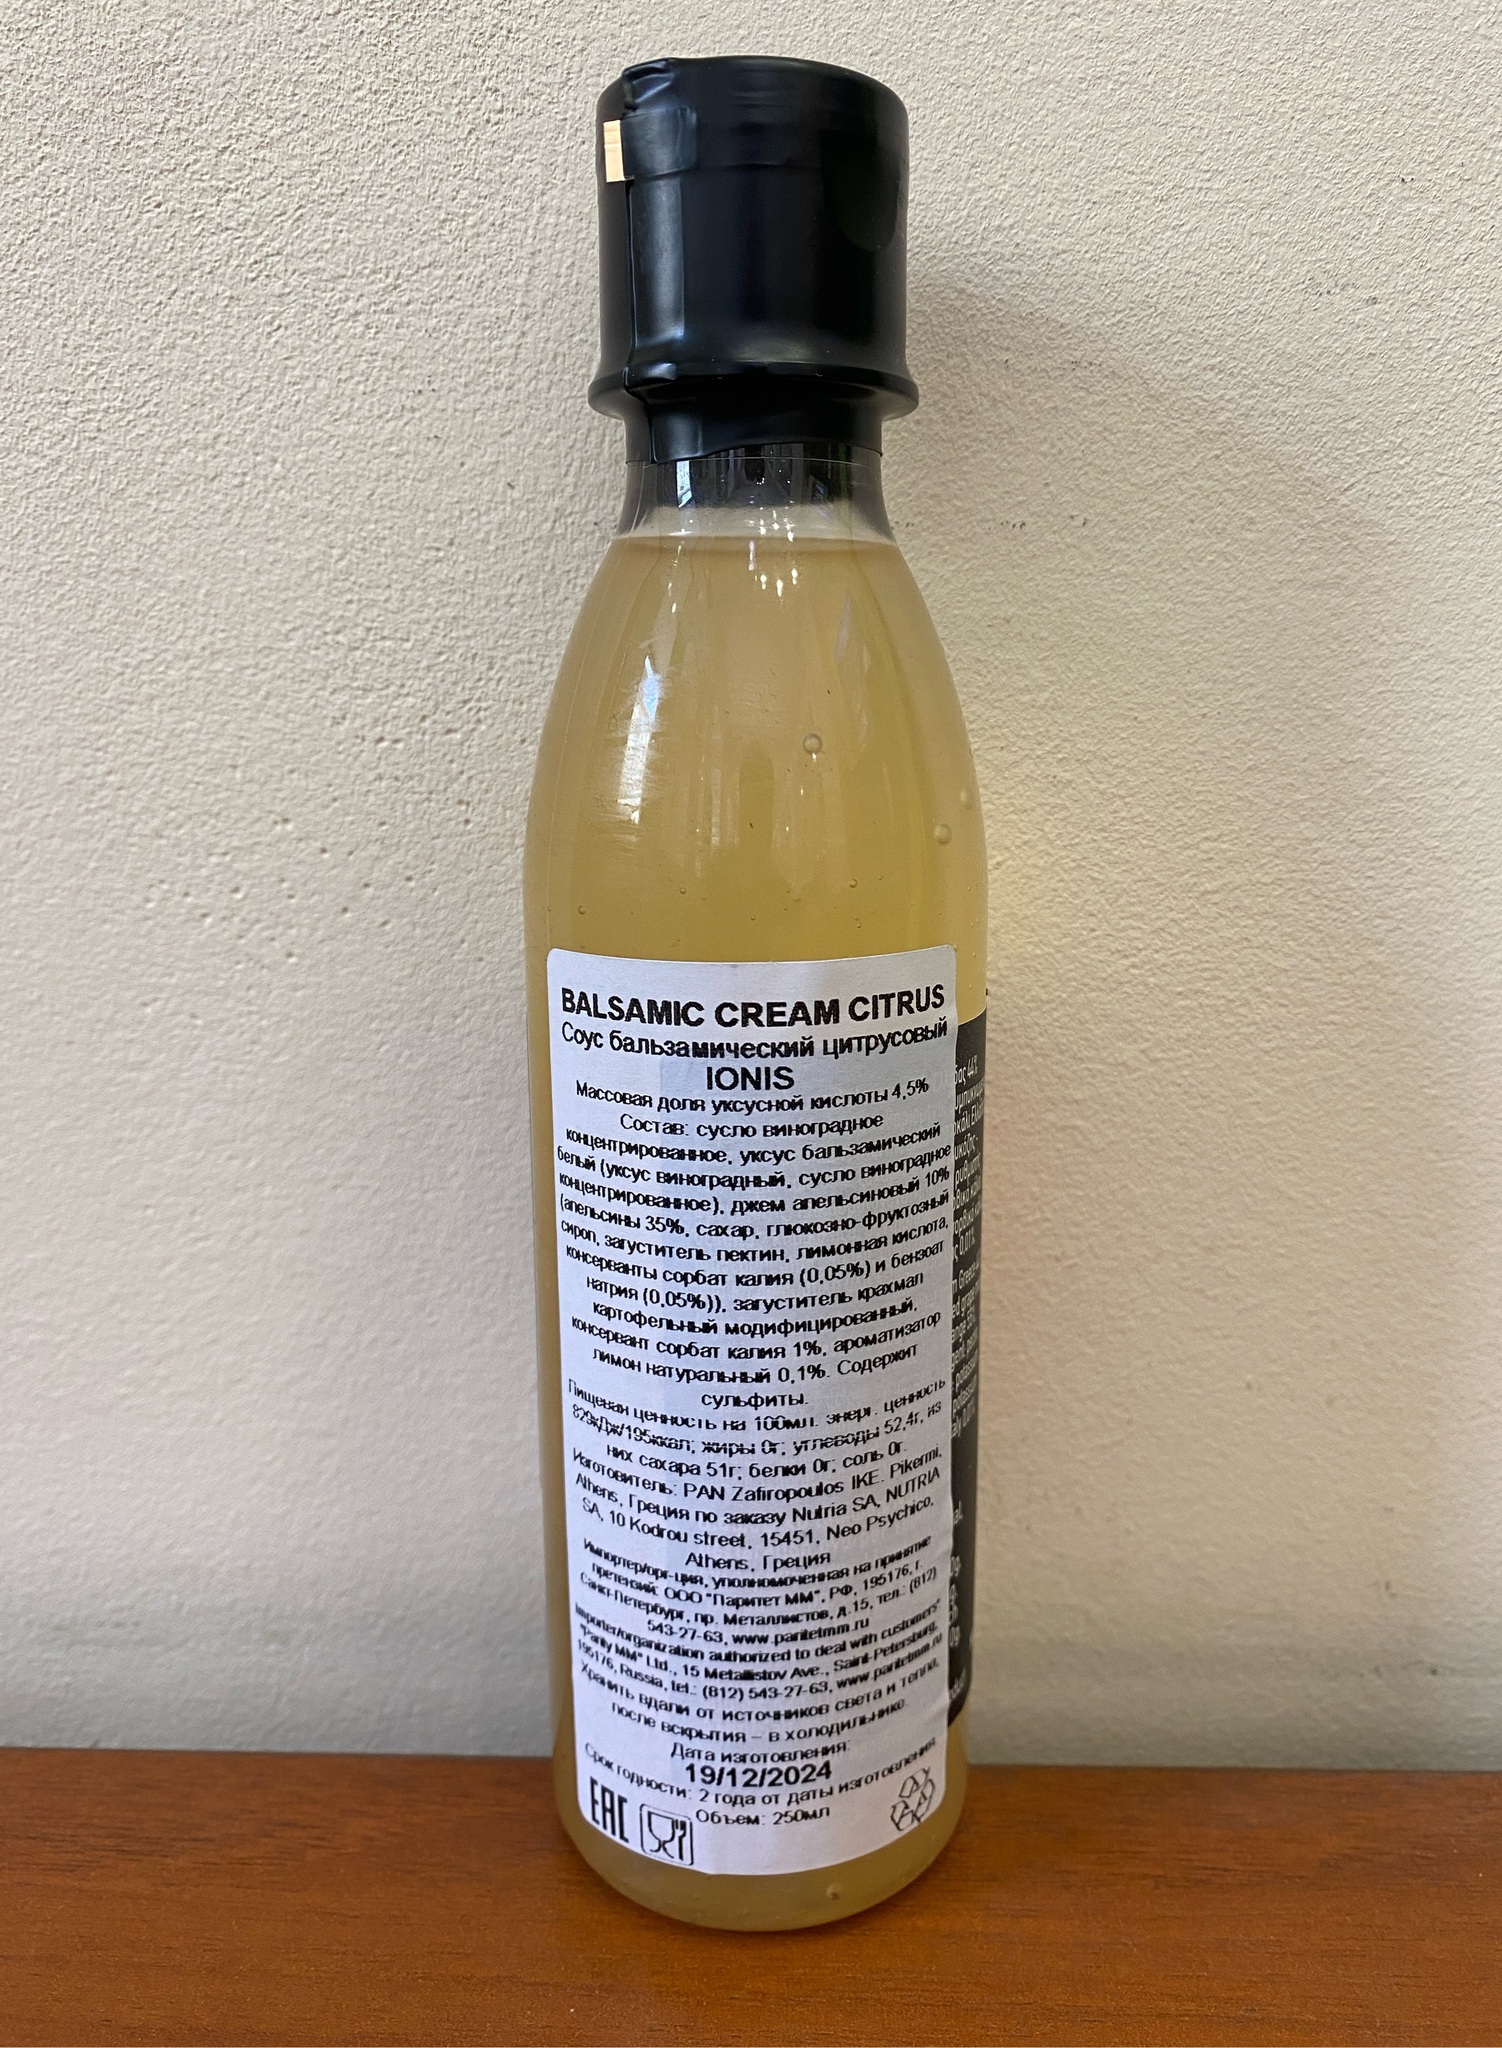 BALSAMIC CREAM CITRUS
Соус бальзамический цитрусовый
IONIS
Массовая доля уксусной кислоты 4,5%
Состав: сусло виноградное
концентрированное, уксус бальзамический
белый (уксус виноградный, сусло виноградное
концентрированное), джем апельсиновый 10%
(апельсины 35%, сахар, глюкозно-фруктозный
сироп, загуститель пектин, лимонная кислота,
консерванты сорбат калия (0,05%) и бензоат
натрия (0,05%)), загуститель крахмал
картофельный модифицированный,
консервант сорбат калия 1%, ароматизатор
лимон натуральный 0,1%. Содержит
сульфиты.
Пищевая ценность на 100мл: энерг. ценность
829кДж/195ккал; жиры 0г; углеводы 52,4г, из
них сахара 51г; белки 0г; соль 0г.
Изготовитель: PAN Zafiropoulos IKE. Pikermi,
Athens, Греция по заказу Nutria SA, NUTRIA
SA, 10 Kodrou street, 15451, Neo Psychico,
Athens, Греция
Импортер/орг-ция, уполномоченная на принятие
претензий: ООО "Паритет ММ", РФ, 195176, г.
Санкт-Петербург, пр. Металлистов, д.15, тел.: (812)
543-27-63, www.paritetmm.ru
Importer/organization authorized to deal with customers"
"Parity MM" Ltd., 15 Metallistov Ave., Saint-Petersburg,
195176, Russia, tel.: (812) 543-27-63, www.paritetmm.ru
Хранить вдали от источников света и тепла,
после вскрытия – в холодильнике.
Дата изготовления:
19/12/2024
Срок годности: 2 года от даты изготовления
Объем: 250мл
EAC
44%
0,01%